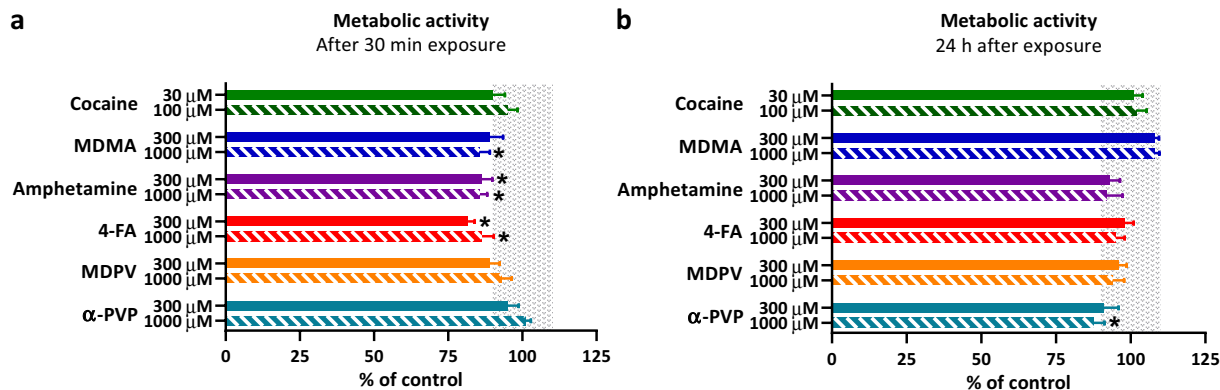 a
Metabolic activity
After 30 min exposure
Cocaine
30 µM
100 µM
MDMA
300 µM
1000 µM
*
Amphetamine
300 µM
*
1000 µM
*
4-FA
300 µM
*
1000 µM
*
MDPV
300 µM
1000 µM
α-PVP
300 µM
1000 µM
0 25 50 75 100 125
% of control
b
Metabolic activity
24 h after exposure
Cocaine
30 µM
100 µM
MDMA
300 µM
1000 µM
Amphetamine
300 µM
1000 µM
4-FA
300 µM
1000 µM
MDPV
300 µM
1000 µM
α-PVP
300 µM
1000 µM
*
0 25 50 75 100 125
% of control